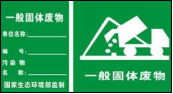 一般固体废物
单位名称：
编号：
污染物
名称：
国家生态环境部监制
一般固体废物